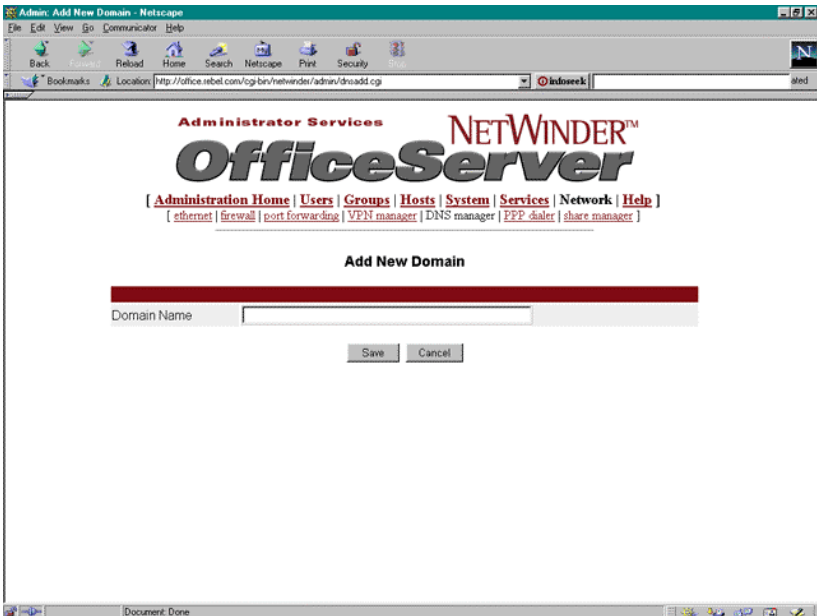 Admin: Add New Domain - Netscape
File Edit View Go Communicator Help
Back Forward Reload Home Search Netscape Print Security Stop
Bookmarks Location: http://office.rebel.com/cgi-bin/netwinder/admin/dnsadd.cgi infoseek ated
Administrator Services NETWINDER™
OfficeServer
[ Administration Home | Users | Groups | Hosts | System | Services | Network | Help ]
[ ethernet | firewall | port forwarding | VPN manager | DNS manager | PPP dialer | share manager ]
Add New Domain
Domain Name
Save Cancel
Document: Done